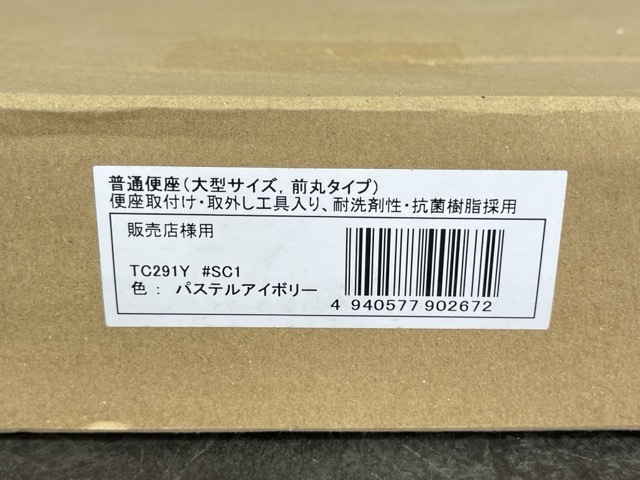 普通便座(大型サイズ, 前丸タイプ)
便座取付け・取外し工具入り、耐洗剤性・抗菌樹脂採用
販売店様用
TC291Y #SC1
色： パステルアイボリー
4 940577 902672